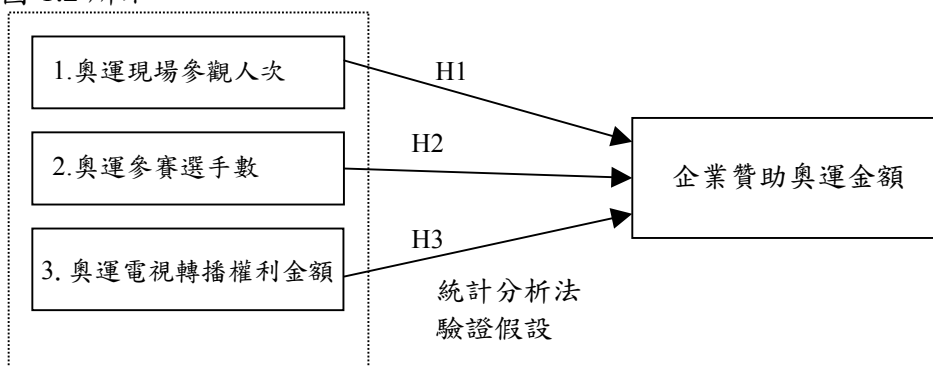 1.奧運現場參觀人次
H1
H2
2.奧運參賽選手數
企業贊助奧運金額
H3
3. 奧運電視轉播權利金額
統計分析法
驗證假設